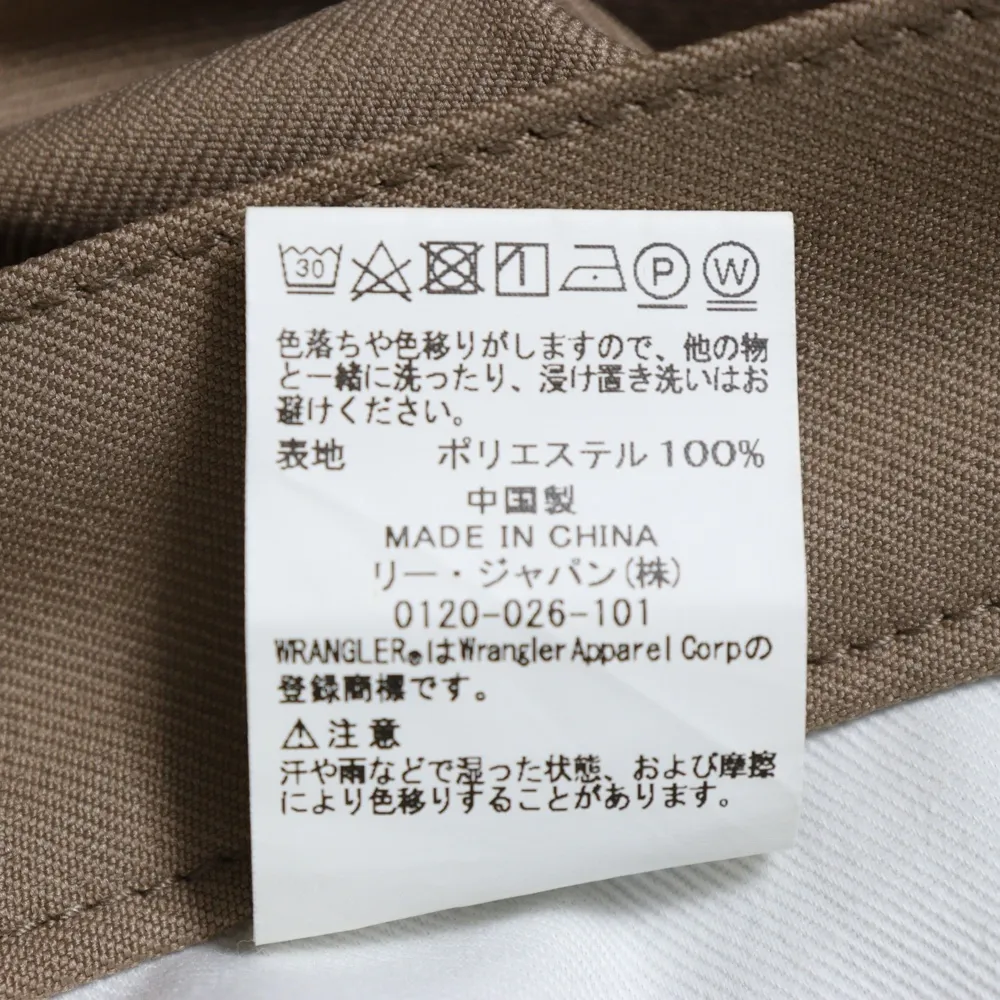 30 P W
色落ちや色移りがしますので、他の物
と一緒に洗ったり、浸け置き洗いはお
避けください。
表地 ポリエステル100%
中国製
MADE IN CHINA
リー・ジャパン(株)
0120-026-101
WRANGLER®はWrangler Apparel Corpの
登録商標です。
⚠注意
汗や雨などで湿った状態、および摩擦
により色移りすることがあります。